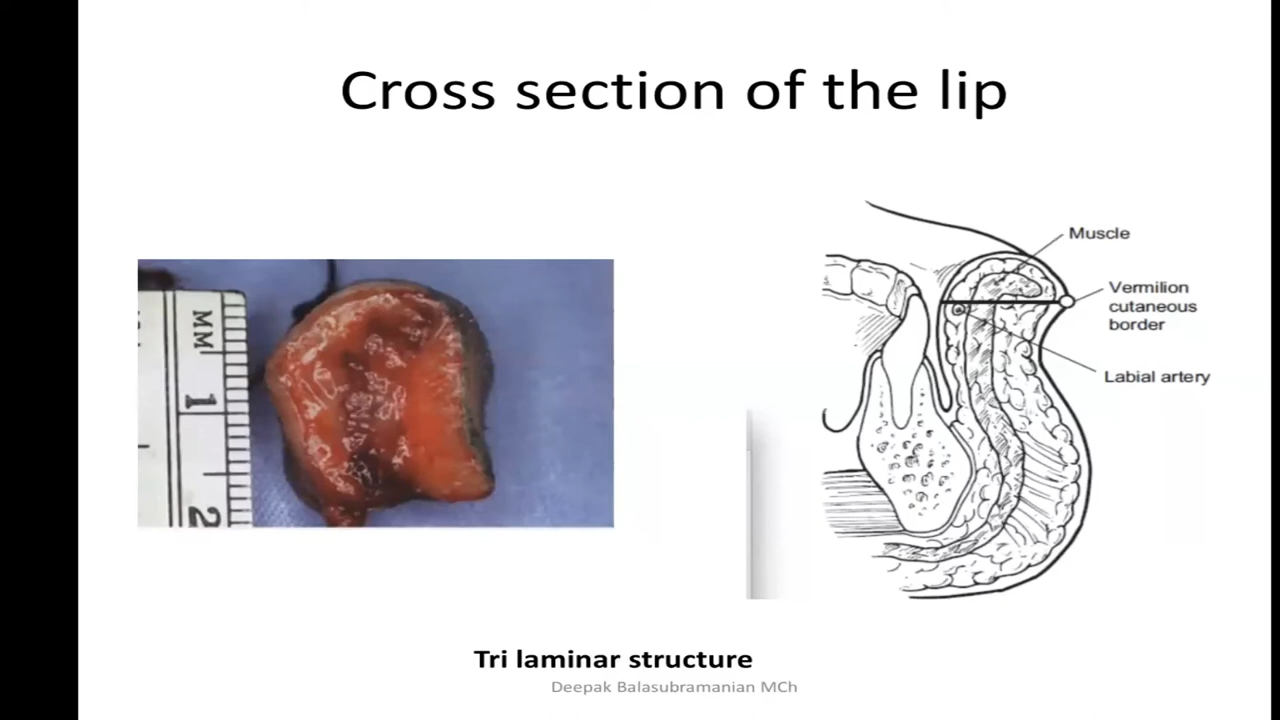 Cross section of the lip
MM
1
2
Muscle
Vermilion
cutaneous
border
Labial artery
Tri laminar structure
Deepak Balasubramanian MCh